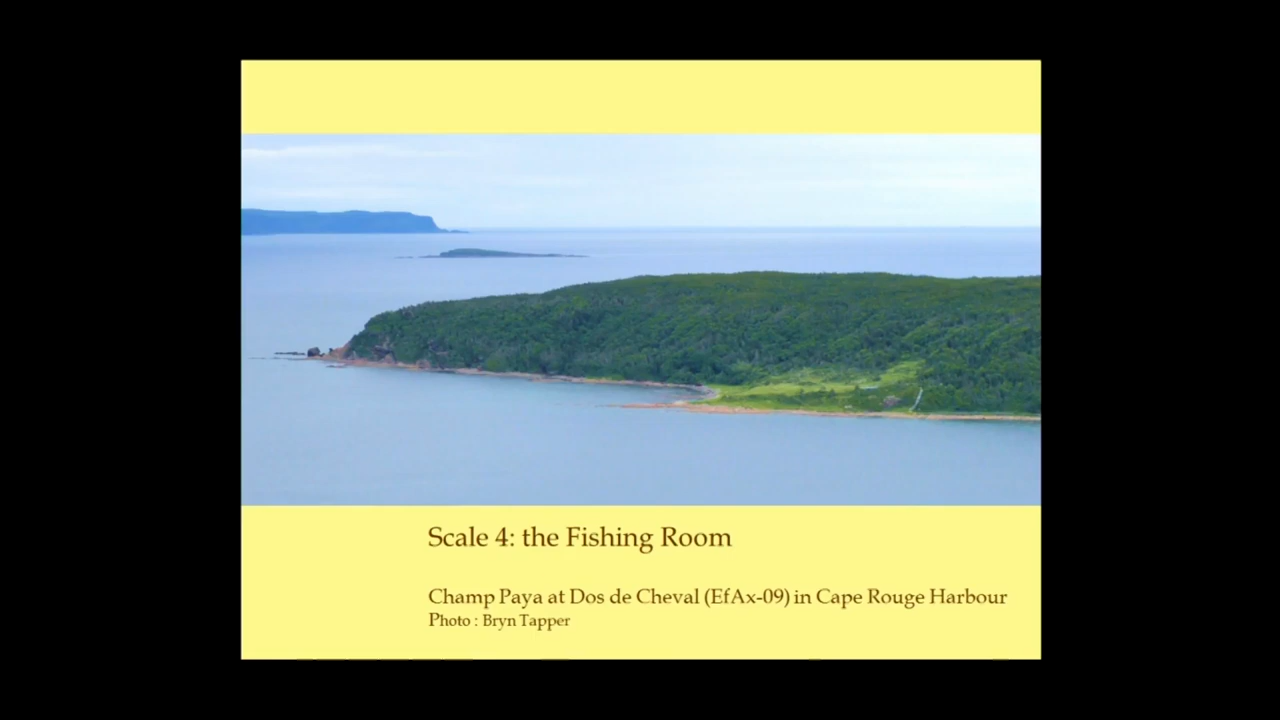 Scale 4: the Fishing Room
Champ Paya at Dos de Cheval (EfAx-09) in Cape Rouge Harbour
Photo : Bryn Tapper